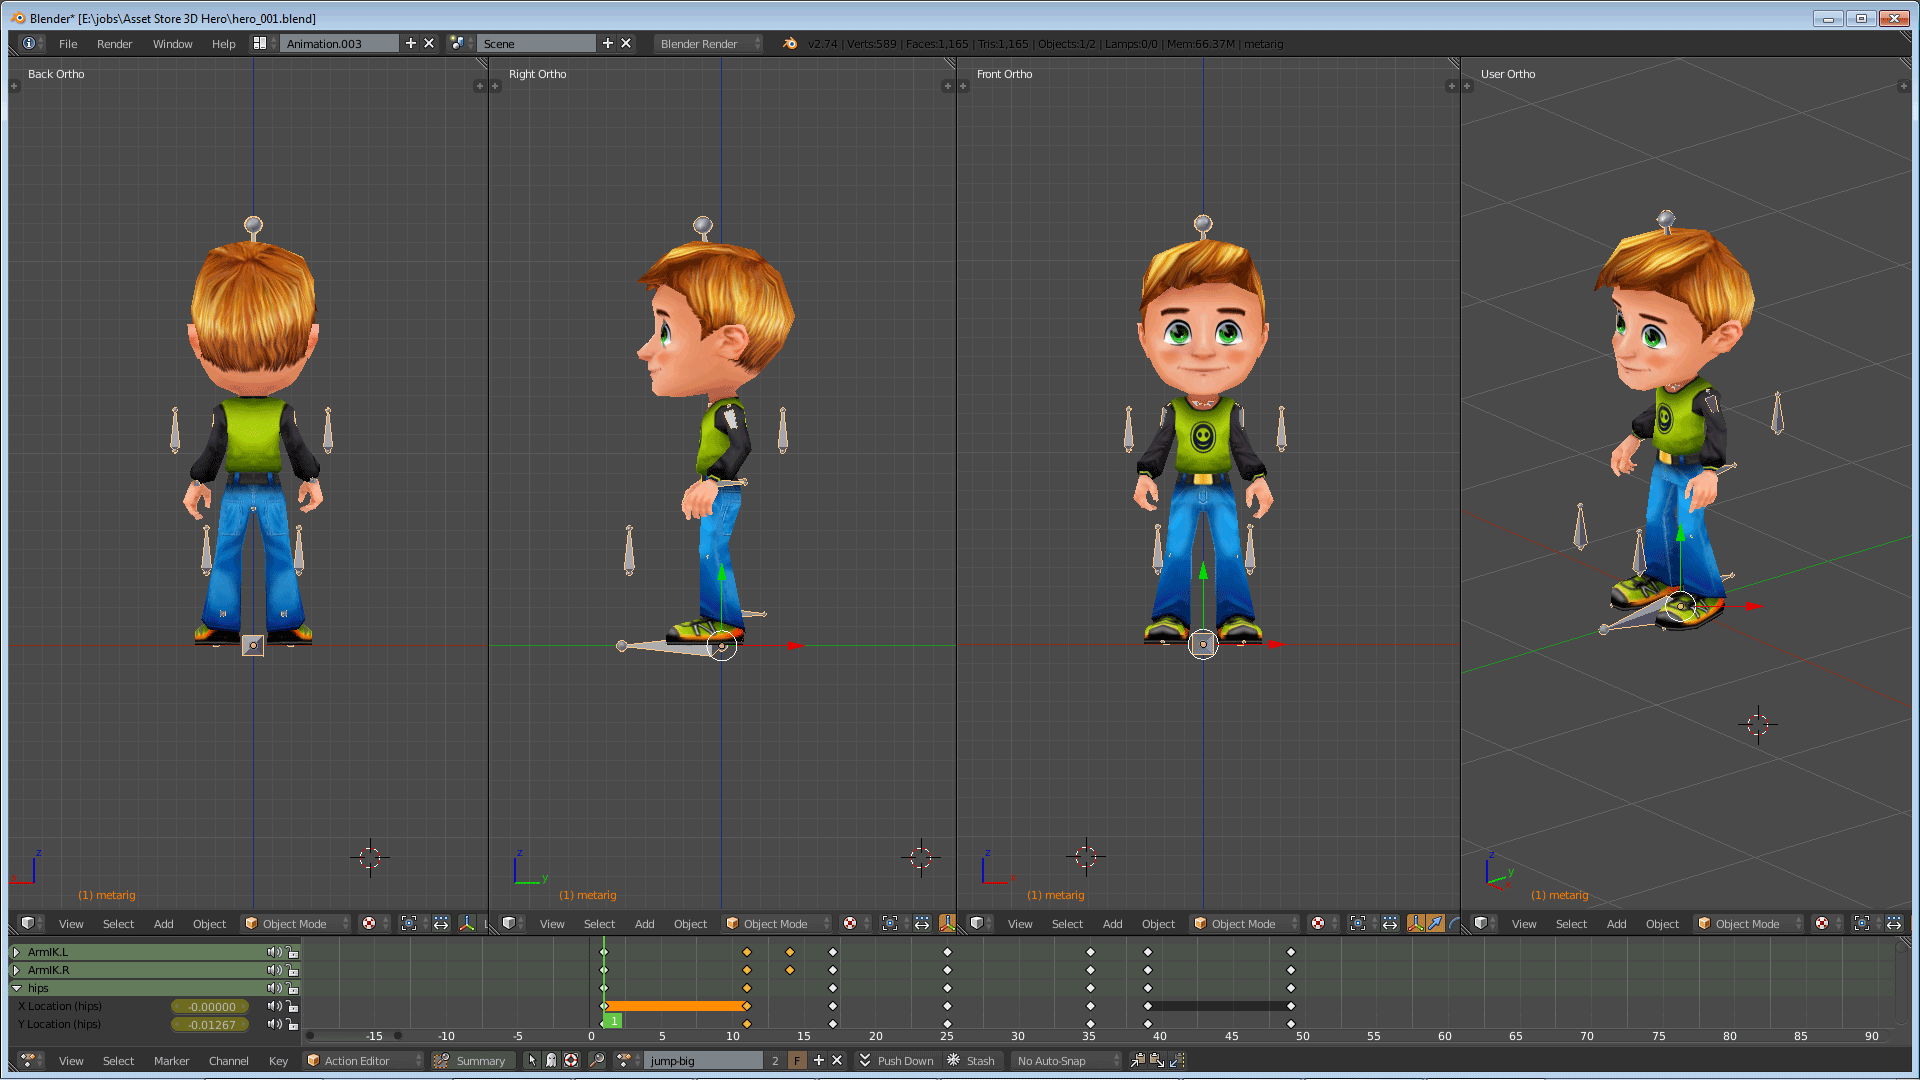 Blender* [E:\jobs\Asset Store 3D Hero\hero_001.blend]
File Render Window Help Animation.003 Scene Blender Render v2.74 | Verts:589 | Faces:1,165 | Tris:1,165 | Objects:1/2 | Lamps:0/0 | Mem:66.37M | metarig
Back Ortho Right Ortho Front Ortho User Ortho
z z z z
y y
x x
(1) metarig (1) metarig (1) metarig (1) metarig
View Select Add Object Object Mode View Select Add Object Object Mode View Select Add Object Object Mode View Select Add Object Object Mode
ArmIK.L
ArmIK.R
hips
X Location (hips) -0.00000
Y Location (hips) -0.01267 1
-15 -10 -5 0 5 10 15 20 25 30 35 40 45 50 55 60 65 70 75 80 85 90
View Select Marker Channel Key Action Editor Summary jump-big 2 F Push Down Stash No Auto-Snap